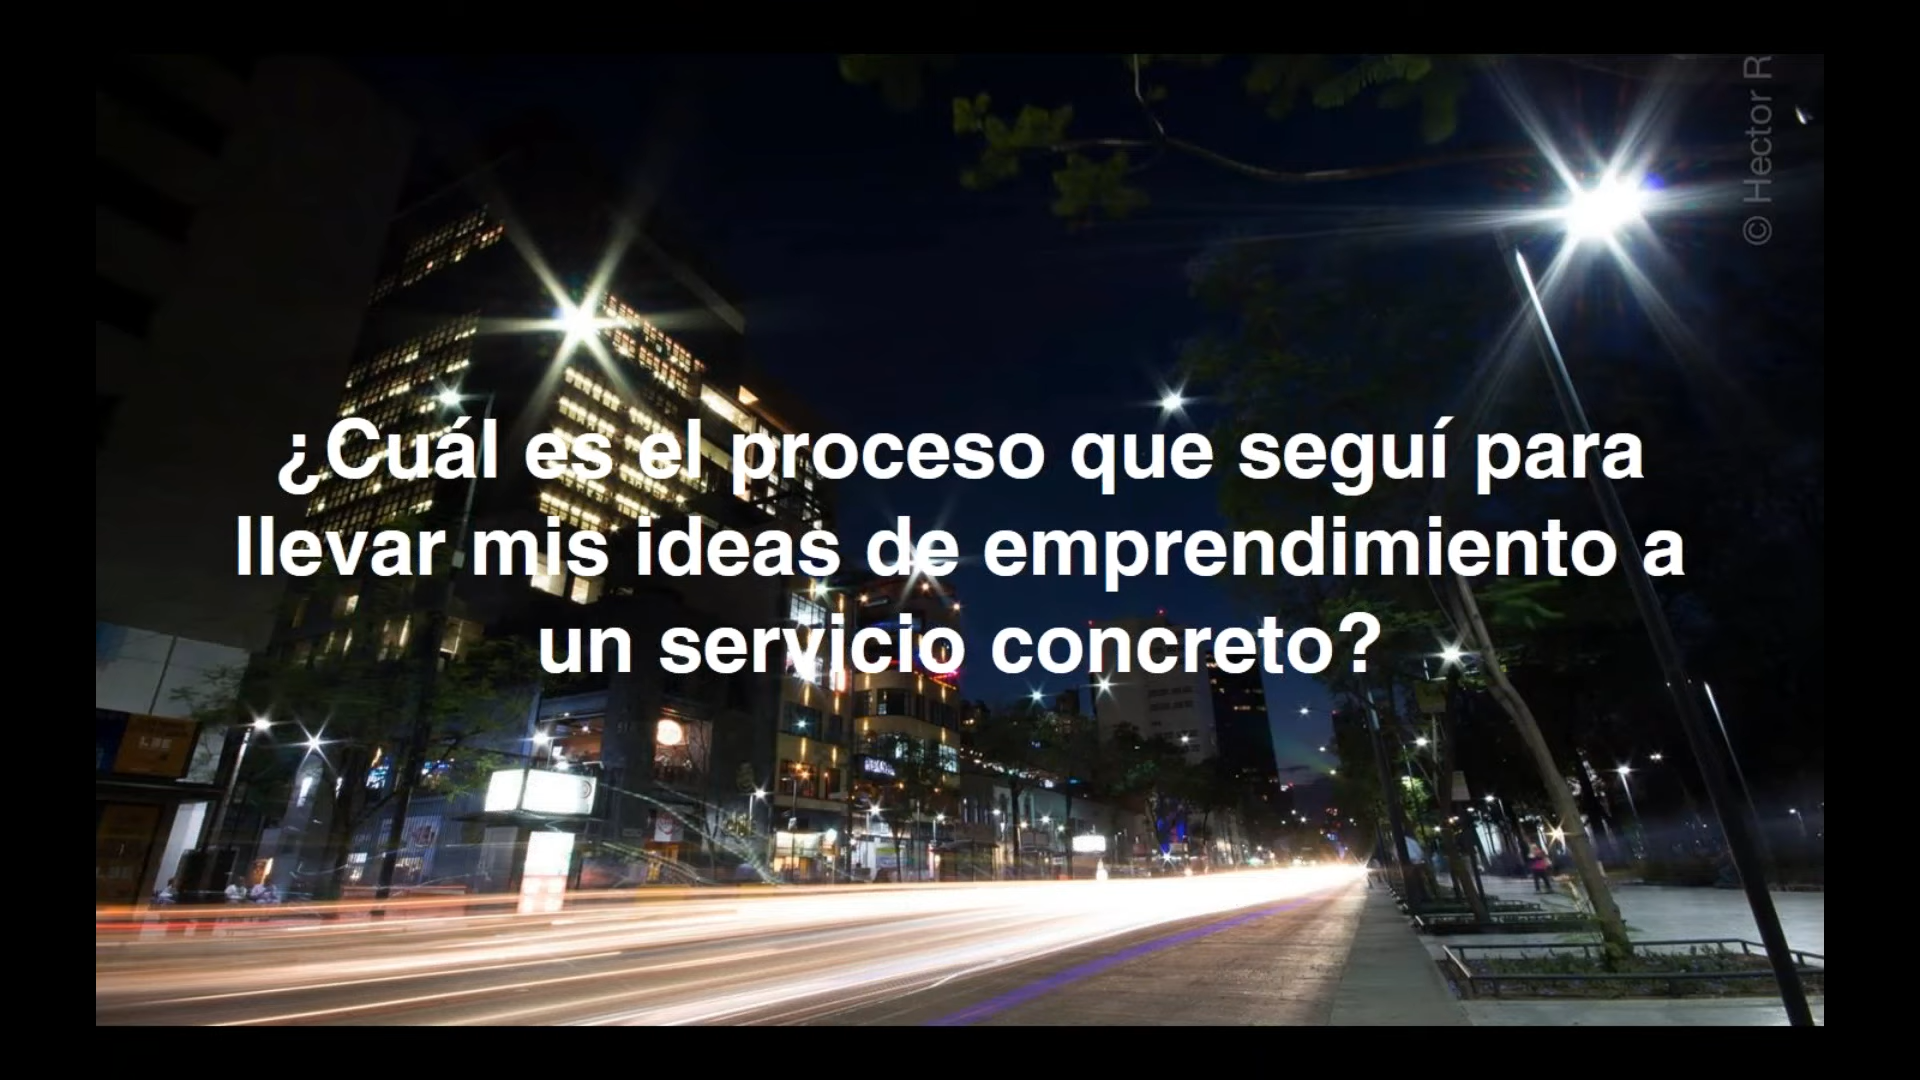 ¿Cuál es el proceso que seguí para
llevar mis ideas de emprendimiento a
un servicio concreto?
© Hector R